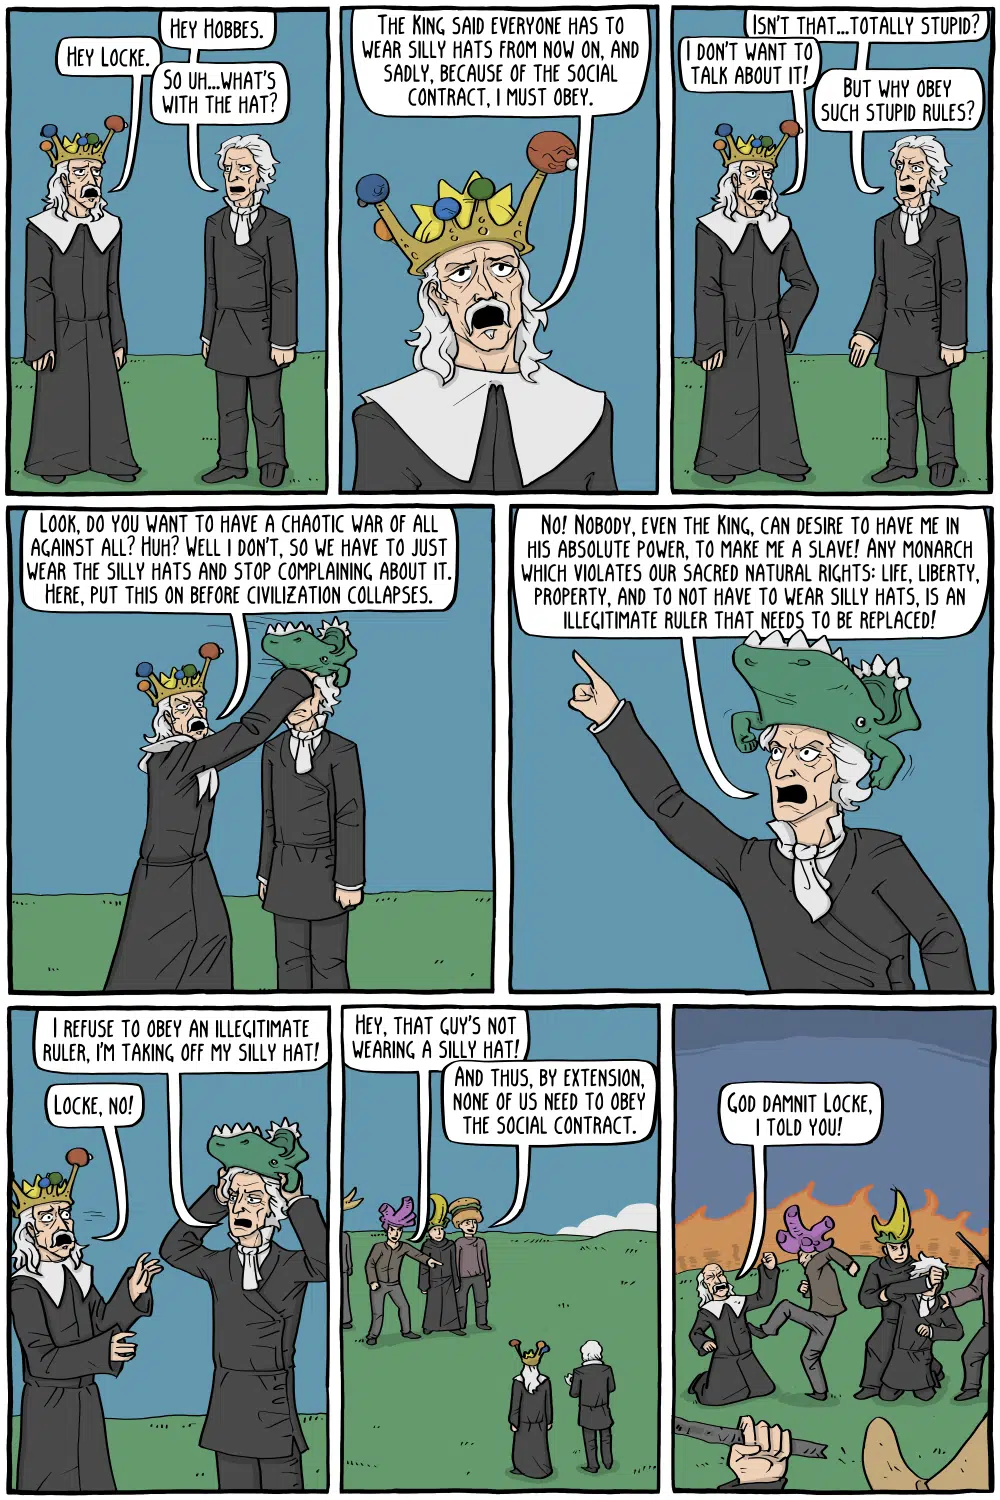 HEY HOBBES.
HEY LOCKE.
SO UH...WHAT'S
WITH THE HAT?
THE KING SAID EVERYONE HAS TO
WEAR SILLY HATS FROM NOW ON, AND
SADLY, BECAUSE OF THE SOCIAL
CONTRACT, I MUST OBEY.
ISN'T THAT...TOTALLY STUPID?
I DON'T WANT TO
TALK ABOUT IT!
BUT WHY OBEY
SUCH STUPID RULES?
LOOK, DO YOU WANT TO HAVE A CHAOTIC WAR OF ALL
AGAINST ALL? HUH? WELL I DON'T, SO WE HAVE TO JUST
WEAR THE SILLY HATS AND STOP COMPLAINING ABOUT IT.
HERE, PUT THIS ON BEFORE CIVILIZATION COLLAPSES.
NO! NOBODY, EVEN THE KING, CAN DESIRE TO HAVE ME IN
HIS ABSOLUTE POWER, TO MAKE ME A SLAVE! ANY MONARCH
WHICH VIOLATES OUR SACRED NATURAL RIGHTS: LIFE, LIBERTY,
PROPERTY, AND TO NOT HAVE TO WEAR SILLY HATS, IS AN
ILLEGITIMATE RULER THAT NEEDS TO BE REPLACED!
I REFUSE TO OBEY AN ILLEGITIMATE
RULER, I'M TAKING OFF MY SILLY HAT!
LOCKE, NO!
HEY, THAT GUY'S NOT
WEARING A SILLY HAT!
AND THUS, BY EXTENSION,
NONE OF US NEED TO OBEY
THE SOCIAL CONTRACT.
GOD DAMNIT LOCKE,
I TOLD YOU!